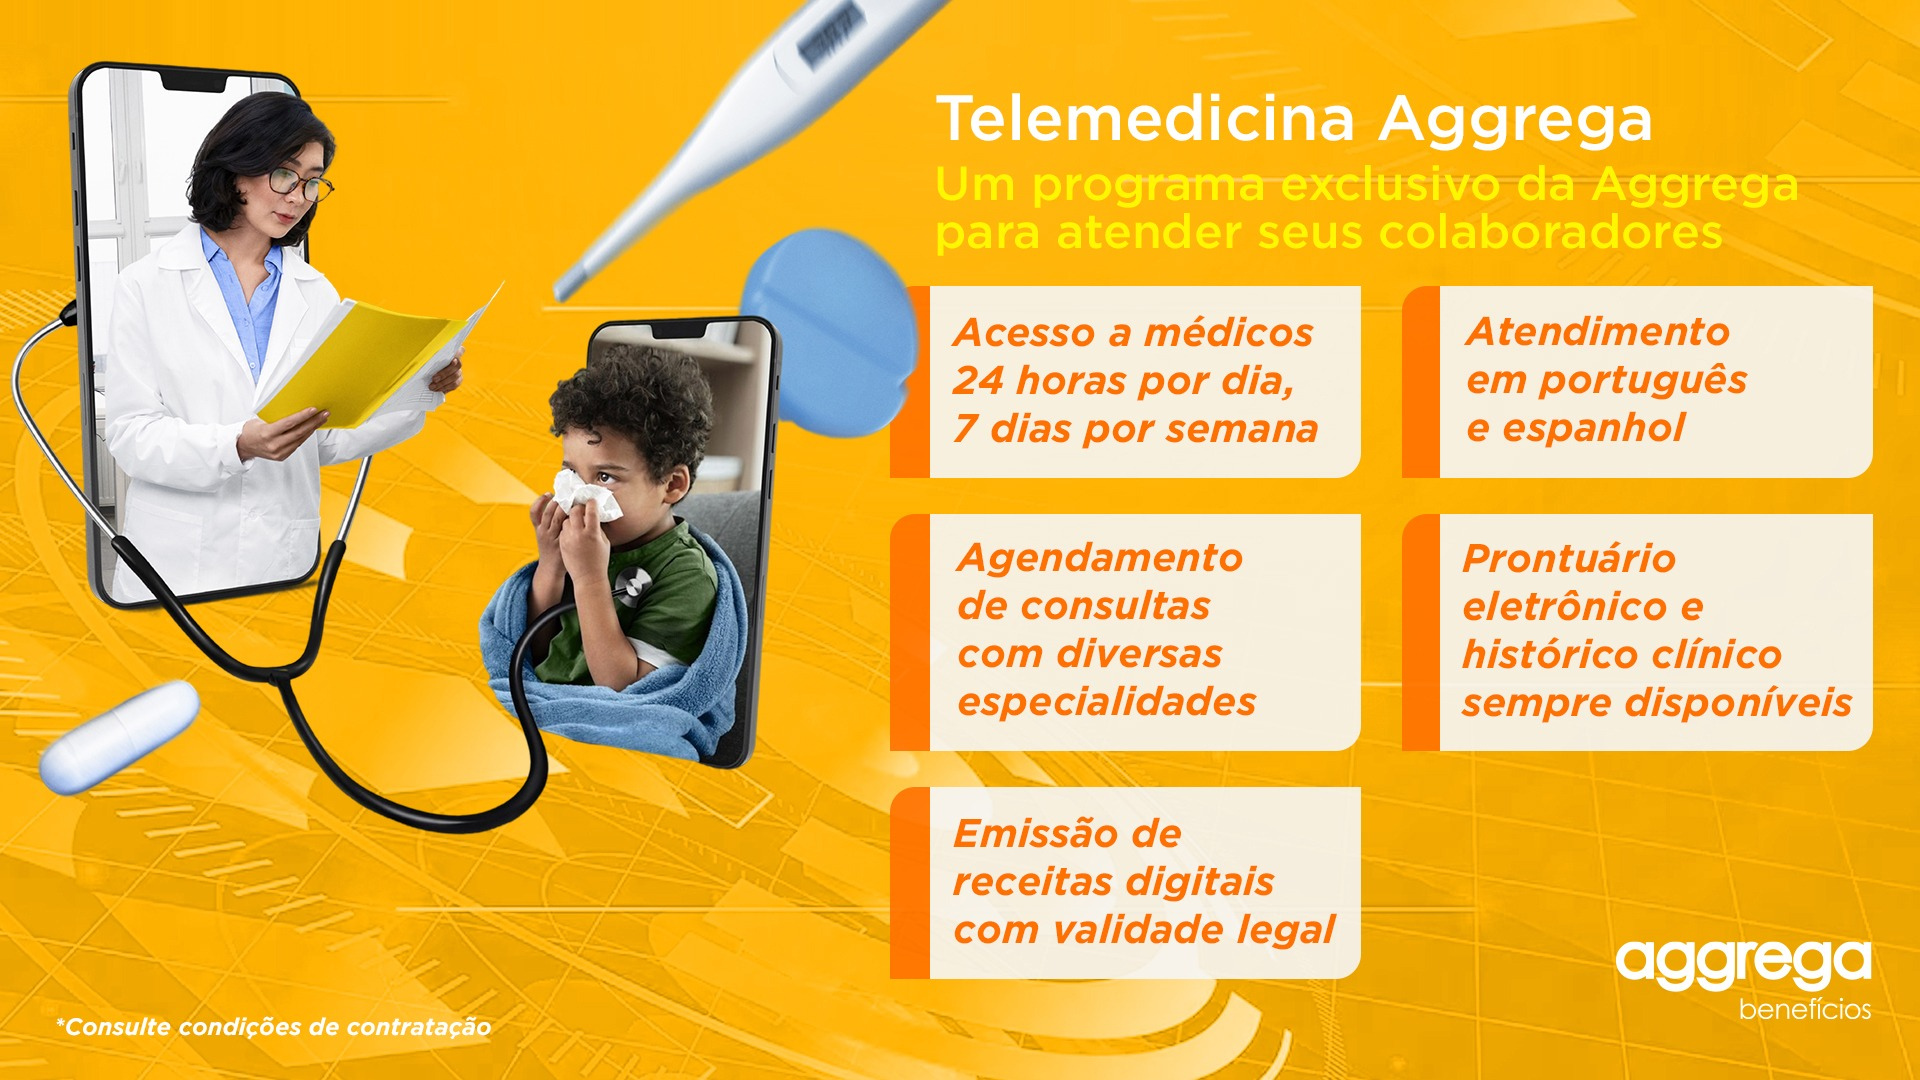 Telemedicina Aggrega
Um programa exclusivo da Aggrega
para atender seus colaboradores
Acesso a médicos
24 horas por dia,
7 dias por semana
Atendimento
em português
e espanhol
Agendamento
de consultas
com diversas
especialidades
Prontuário
eletrônico e
histórico clínico
sempre disponíveis
Emissão de
receitas digitais
com validade legal
aggrega
benefícios
*Consulte condições de contratação